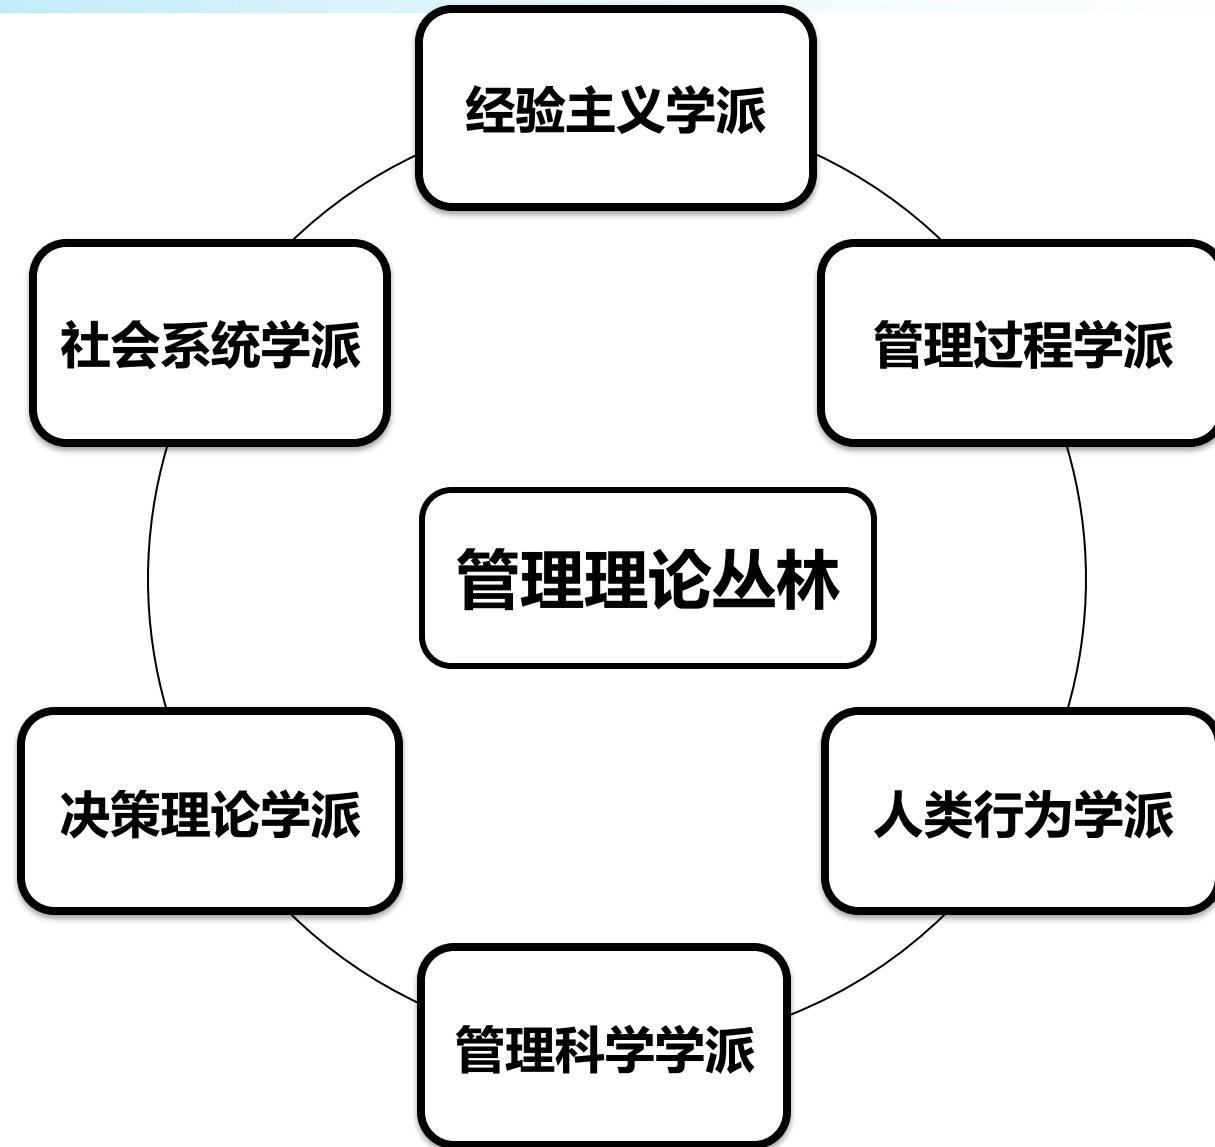 经验主义学派
社会系统学派
管理过程学派
管理理论丛林
决策理论学派
人类行为学派
管理科学学派